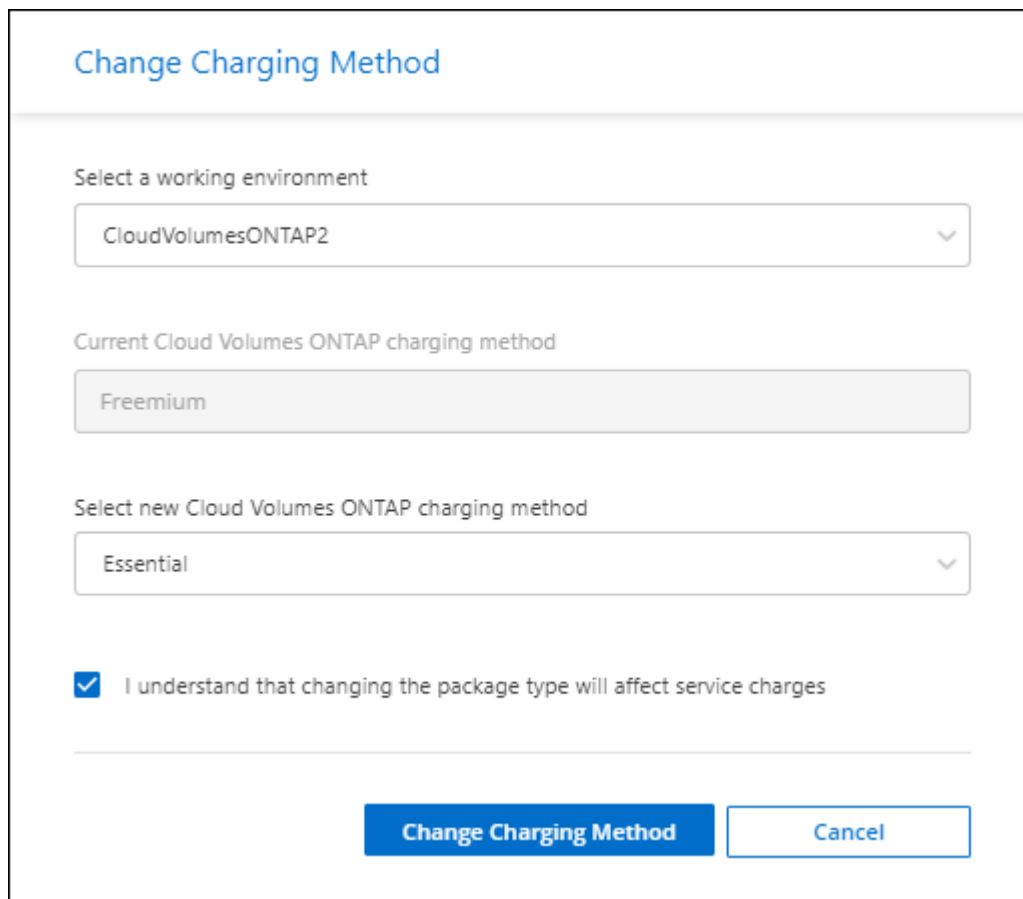 Change Charging Method
Select a working environment
CloudVolumesONTAP2
Current Cloud Volumes ONTAP charging method
Freemium
Select new Cloud Volumes ONTAP charging method
Essential
I understand that changing the package type will affect service charges
Change Charging Method
Cancel